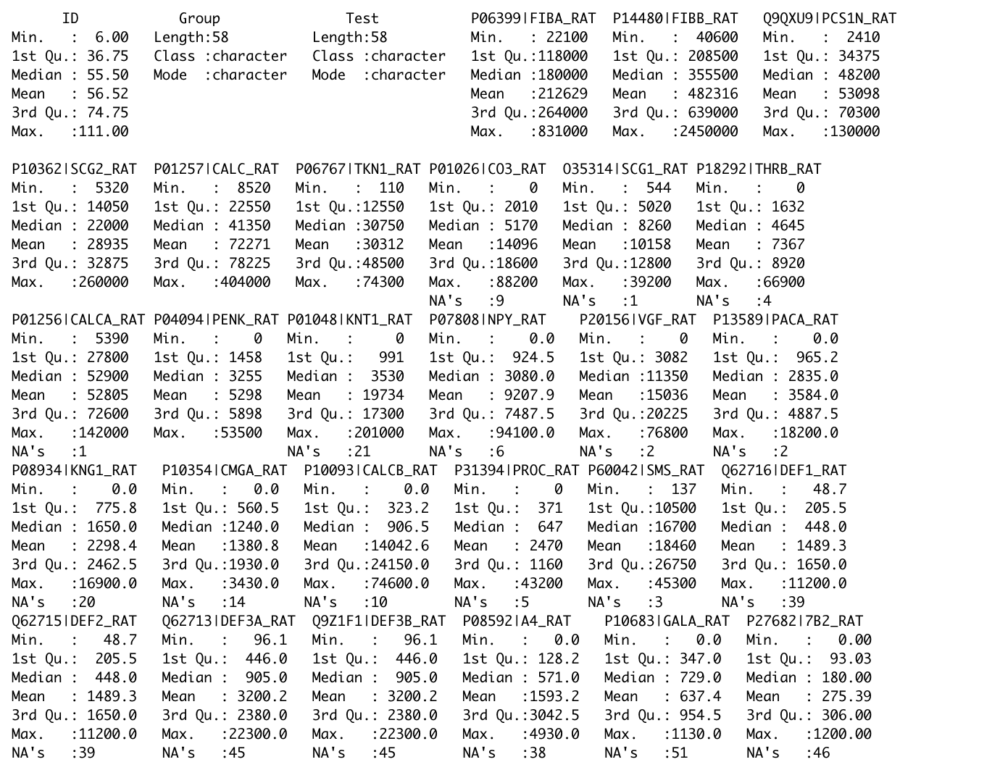 ID Group Test P06399|FIBA_RAT P14480|FIBB_RAT Q9QXU9|PCS1N_RAT
Min. : 6.00 Length:58 Length:58 Min. : 22100 Min. : 40600 Min. : 2410
1st Qu.: 36.75 Class :character Class :character 1st Qu.:118000 1st Qu.: 208500 1st Qu.: 34375
Median : 55.50 Mode :character Mode :character Median :180000 Median : 355500 Median : 48200
Mean : 56.52 Mean :212629 Mean : 482316 Mean : 53098
3rd Qu.: 74.75 3rd Qu.:264000 3rd Qu.: 639000 3rd Qu.: 70300
Max. :111.00 Max. :831000 Max. :2450000 Max. :130000
P10362|SCG2_RAT P01257|CALC_RAT P06767|TKN1_RAT P01026|CO3_RAT O35314|SCG1_RAT P18292|THRB_RAT
Min. : 5320 Min. : 8520 Min. : 110 Min. : 0 Min. : 544 Min. : 0
1st Qu.: 14050 1st Qu.: 22550 1st Qu.:12550 1st Qu.: 2010 1st Qu.: 5020 1st Qu.: 1632
Median : 22000 Median : 41350 Median :30750 Median : 5170 Median : 8260 Median : 4645
Mean : 28935 Mean : 72271 Mean :30312 Mean :14096 Mean :10158 Mean : 7367
3rd Qu.: 32875 3rd Qu.: 78225 3rd Qu.:48500 3rd Qu.:18600 3rd Qu.:12800 3rd Qu.: 8920
Max. :260000 Max. :404000 Max. :74300 Max. :88200 Max. :39200 Max. :66900
NA's :9 NA's :1 NA's :4
P01256|CALCA_RAT P04094|PENK_RAT P01048|KNT1_RAT P07808|NPY_RAT P20156|VGF_RAT P13589|PACA_RAT
Min. : 5390 Min. : 0 Min. : 0 Min. : 0.0 Min. : 0 Min. : 0.0
1st Qu.: 27800 1st Qu.: 1458 1st Qu.: 991 1st Qu.: 924.5 1st Qu.: 3082 1st Qu.: 965.2
Median : 52900 Median : 3255 Median : 3530 Median : 3080.0 Median :11350 Median : 2835.0
Mean : 52805 Mean : 5298 Mean : 19734 Mean : 9207.9 Mean :15036 Mean : 3584.0
3rd Qu.: 72600 3rd Qu.: 5898 3rd Qu.: 17300 3rd Qu.: 7487.5 3rd Qu.:20225 3rd Qu.: 4887.5
Max. :142000 Max. :53500 Max. :201000 Max. :94100.0 Max. :76800 Max. :18200.0
NA's :1 NA's :21 NA's :6 NA's :2 NA's :2
P08934|KNG1_RAT P10354|CMGA_RAT P10093|CALCB_RAT P31394|PROC_RAT P60042|SMS_RAT Q62716|DEF1_RAT
Min. : 0.0 Min. : 0.0 Min. : 0.0 Min. : 0 Min. : 137 Min. : 48.7
1st Qu.: 775.8 1st Qu.: 560.5 1st Qu.: 323.2 1st Qu.: 371 1st Qu.:10500 1st Qu.: 205.5
Median : 1650.0 Median :1240.0 Median : 906.5 Median : 647 Median :16700 Median : 448.0
Mean : 2298.4 Mean :1380.8 Mean :14042.6 Mean : 2470 Mean :18460 Mean : 1489.3
3rd Qu.: 2462.5 3rd Qu.:1930.0 3rd Qu.:24150.0 3rd Qu.: 1160 3rd Qu.:26750 3rd Qu.: 1650.0
Max. :16900.0 Max. :3430.0 Max. :74600.0 Max. :43200 Max. :45300 Max. :11200.0
NA's :20 NA's :14 NA's :10 NA's :5 NA's :3 NA's :39
Q62715|DEF2_RAT Q62713|DEF3A_RAT Q9Z1F1|DEF3B_RAT P08592|A4_RAT P10683|GALA_RAT P27682|7B2_RAT
Min. : 48.7 Min. : 96.1 Min. : 96.1 Min. : 0.0 Min. : 0.0 Min. : 0.00
1st Qu.: 205.5 1st Qu.: 446.0 1st Qu.: 446.0 1st Qu.: 128.2 1st Qu.: 347.0 1st Qu.: 93.03
Median : 448.0 Median : 905.0 Median : 905.0 Median : 571.0 Median : 729.0 Median : 180.00
Mean : 1489.3 Mean : 3200.2 Mean : 3200.2 Mean :1593.2 Mean : 637.4 Mean : 275.39
3rd Qu.: 1650.0 3rd Qu.: 2380.0 3rd Qu.: 2380.0 3rd Qu.:3042.5 3rd Qu.: 954.5 3rd Qu.: 306.00
Max. :11200.0 Max. :22300.0 Max. :22300.0 Max. :4930.0 Max. :1130.0 Max. :1200.00
NA's :39 NA's :45 NA's :45 NA's :38 NA's :51 NA's :46